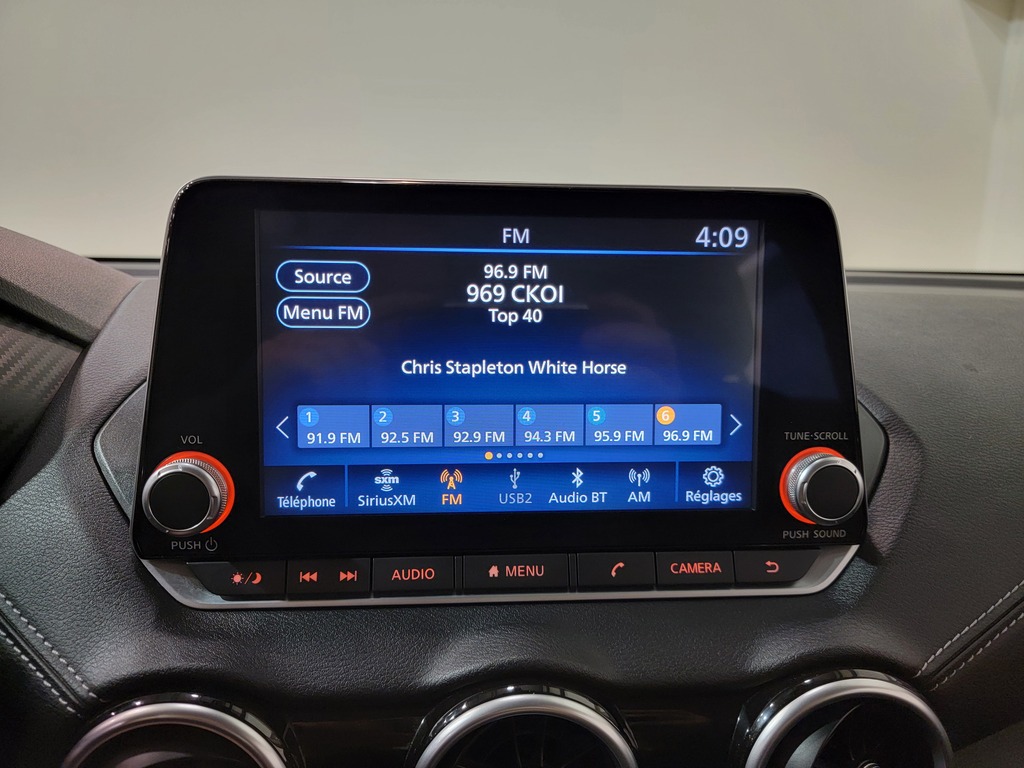 FM 4:09
Source
96.9 FM
969 CKOI
Menu FM
Top 40
Chris Stapleton White Horse
1 2 3 4 5 6
91.9 FM 92.5 FM 92.9 FM 94.3 FM 95.9 FM 96.9 FM
VOL
TUNE·SCROLL
sxm
Téléphone SiriusXM FM USB2 Audio BT AM Réglages
PUSH
PUSH SOUND
AUDIO MENU CAMERA